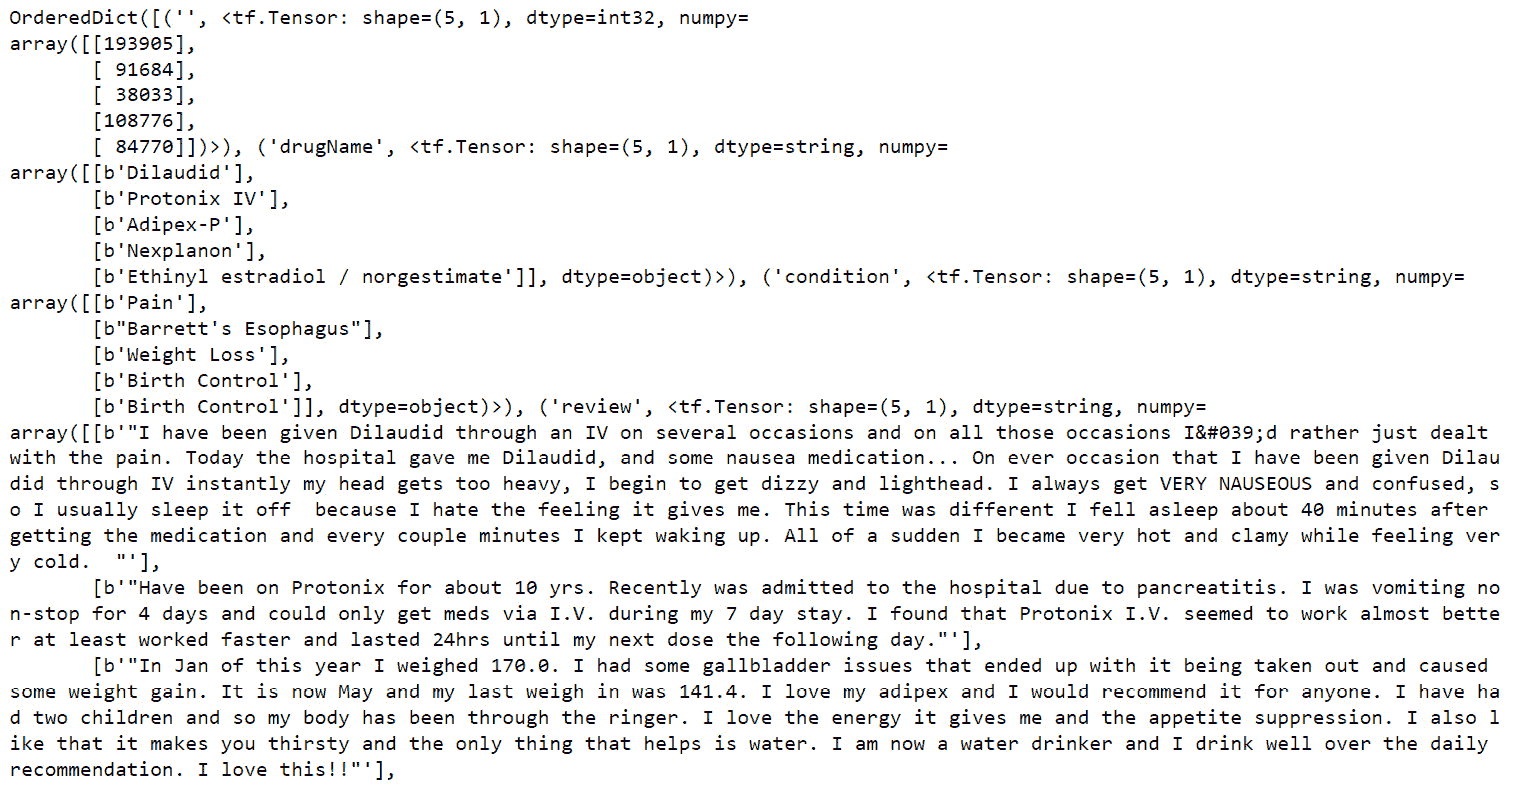 OrderedDict([('', <tf.Tensor: shape=(5, 1), dtype=int32, numpy=
array([[193905],
       [ 91684],
       [ 38033],
       [108776],
       [ 84770]])>), ('drugName', <tf.Tensor: shape=(5, 1), dtype=string, numpy=
array([[b'Dilaudid'],
       [b'Protonix IV'],
       [b'Adipex-P'],
       [b'Nexplanon'],
       [b'Ethinyl estradiol / norgestimate']], dtype=object)>), ('condition', <tf.Tensor: shape=(5, 1), dtype=string, numpy=
array([[b'Pain'],
       [b"Barrett's Esophagus"],
       [b'Weight Loss'],
       [b'Birth Control'],
       [b'Birth Control']], dtype=object)>), ('review', <tf.Tensor: shape=(5, 1), dtype=string, numpy=
array([[b'"I have been given Dilaudid through an IV on several occasions and on all those occasions I&#039;d rather just dealt
with the pain. Today the hospital gave me Dilaudid, and some nausea medication... On ever occasion that I have been given Dilau
did through IV instantly my head gets too heavy, I begin to get dizzy and lighthead. I always get VERY NAUSEOUS and confused, s
o I usually sleep it off  because I hate the feeling it gives me. This time was different I fell asleep about 40 minutes after
getting the medication and every couple minutes I kept waking up. All of a sudden I became very hot and clamy while feeling ver
y cold.  "'],
       [b'"Have been on Protonix for about 10 yrs. Recently was admitted to the hospital due to pancreatitis. I was vomiting no
n-stop for 4 days and could only get meds via I.V. during my 7 day stay. I found that Protonix I.V. seemed to work almost bette
r at least worked faster and lasted 24hrs until my next dose the following day."'],
       [b'"In Jan of this year I weighed 170.0. I had some gallbladder issues that ended up with it being taken out and caused
some weight gain. It is now May and my last weigh in was 141.4. I love my adipex and I would recommend it for anyone. I have ha
d two children and so my body has been through the ringer. I love the energy it gives me and the appetite suppression. I also l
ike that it makes you thirsty and the only thing that helps is water. I am now a water drinker and I drink well over the daily
recommendation. I love this!!"'],